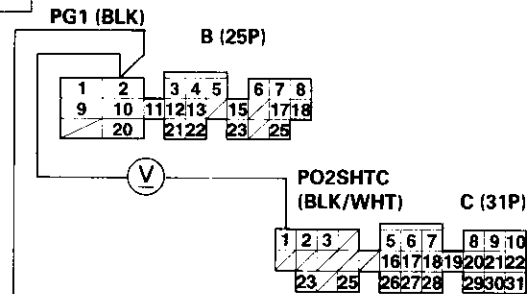 PG1 (BLK)
B (25P)
1 2 3 4 5 6 7 8
9 10 11 12 13 15 17 18
20 21 22 23 25
V
PO2SHTC
(BLK/WHT)
C (31P)
1 2 3 5 6 7 8 9 10
16 17 18 19 20 21 22
23 25 26 27 28 29 30 31